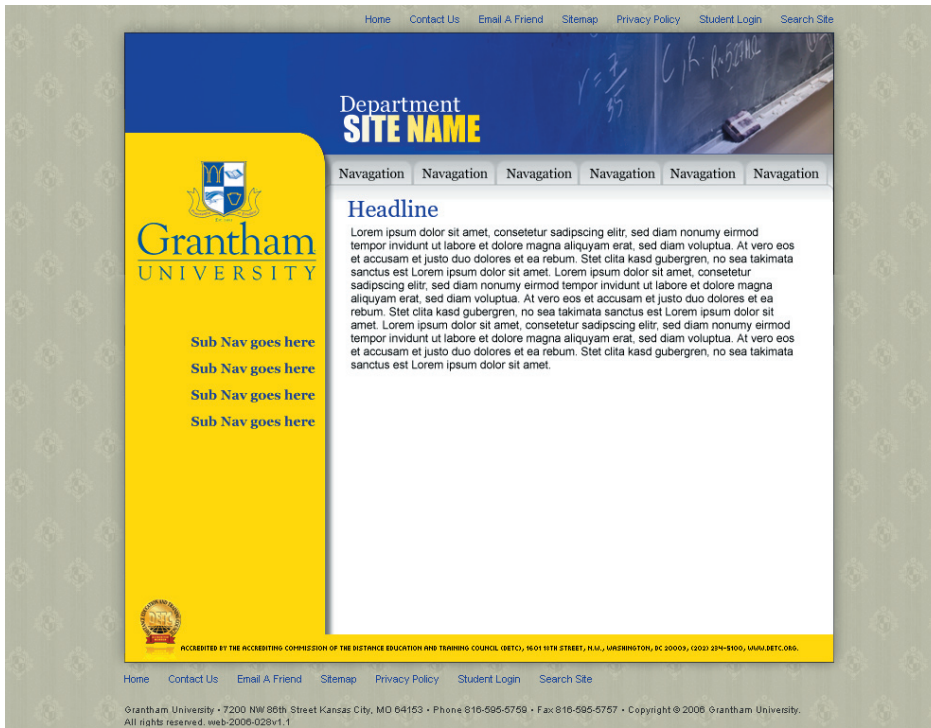 Home Contact Us Email A Friend Sitemap Privacy Policy Student Login Search Site
Department
SITE NAME
Navagation Navagation Navagation Navagation Navagation Navagation
Grantham
UNIVERSITY
Headline
Lorem ipsum dolor sit amet, consetetur sadipscing elitr, sed diam nonumy eirmod
tempor invidunt ut labore et dolore magna aliquyam erat, sed diam voluptua. At vero eos
et accusam et justo duo dolores et ea rebum. Stet clita kasd gubergren, no sea takimata
sanctus est Lorem ipsum dolor sit amet. Lorem ipsum dolor sit amet, consetetur
sadipscing elitr, sed diam nonumy eirmod tempor invidunt ut labore et dolore magna
aliquyam erat, sed diam voluptua. At vero eos et accusam et justo duo dolores et ea
rebum. Stet clita kasd gubergren, no sea takimata sanctus est Lorem ipsum dolor sit
amet. Lorem ipsum dolor sit amet, consetetur sadipscing elitr, sed diam nonumy eirmod
tempor invidunt ut labore et dolore magna aliquyam erat, sed diam voluptua. At vero eos
et accusam et justo duo dolores et ea rebum. Stet clita kasd gubergren, no sea takimata
sanctus est Lorem ipsum dolor sit amet.
Sub Nav goes here
Sub Nav goes here
Sub Nav goes here
Sub Nav goes here
DETC
ACCREDITED BY THE ACCREDITING COMMISSION OF THE DISTANCE EDUCATION AND TRAINING COUNCIL (DETC), 1601 18TH STREET, N.W., WASHINGTON, DC 20009, (202) 234-5100, WWW.DETC.ORG.
Home Contact Us Email A Friend Sitemap Privacy Policy Student Login Search Site
Grantham University • 7200 NW 86th Street Kansas City, MO 64153 • Phone 816-595-5759 • Fax 816-595-5757 • Copyright © 2006 Grantham University.
All rights reserved. web-2006-028v1.1